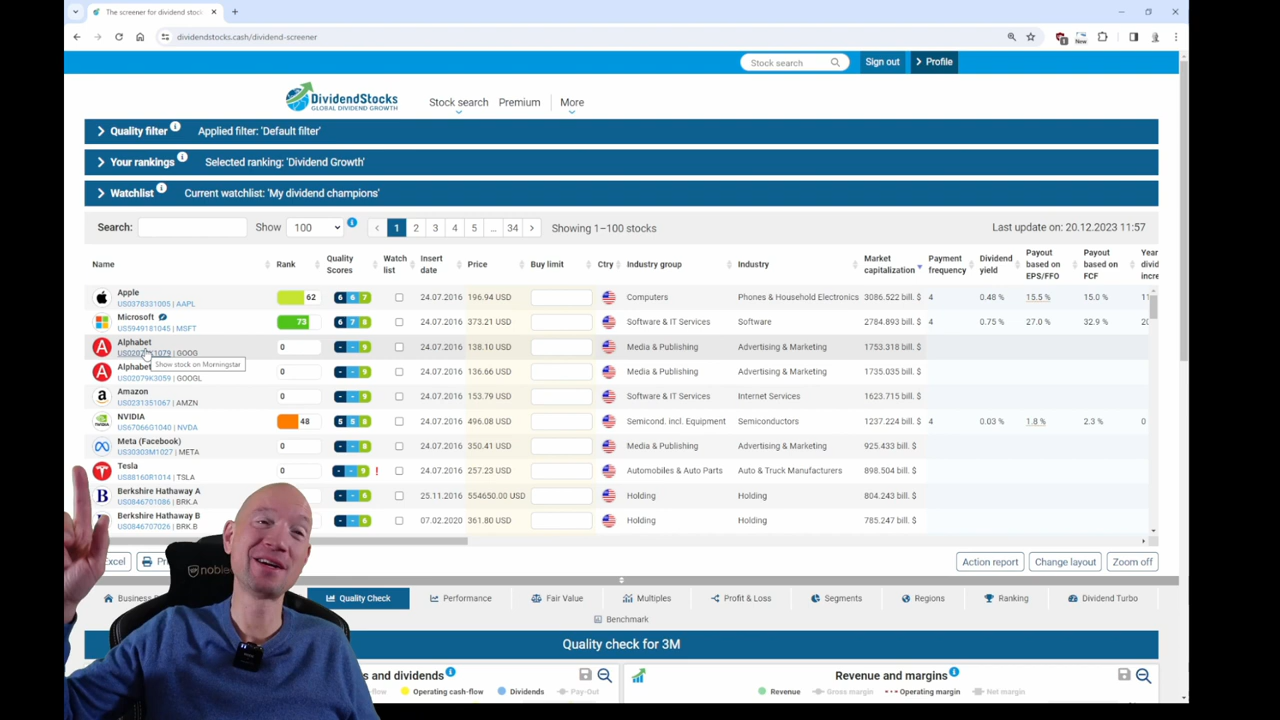 The screener for dividend stocks
dividendstocks.cash/dividend-screener
New
Stock search
Sign out
Profile
DividendStocks
GLOBAL DIVIDEND GROWTH
Stock search Premium More
Quality filter Applied filter: 'Default filter'
Your rankings Selected ranking: 'Dividend Growth'
Watchlist Current watchlist: 'My dividend champions'
Search: Show 100 1 2 3 4 5 ... 34 Showing 1–100 stocks Last update on: 20.12.2023 11:57
Name Rank Quality Scores Watch list Insert date Price Buy limit Ctry Industry group Industry Market capitalization Payment frequency Dividend yield Payout based on EPS/FFO Payout based on FCF
Apple
US0378331005 | AAPL
62 6 6 7 24.07.2016 196.94 USD Computers Phones & Household Electronics 3086.522 bill. $ 4 0.48 % 15.5 % 15.0 %
Microsoft
US5949181045 | MSFT
73 6 7 8 24.07.2016 373.21 USD Software & IT Services Software 2784.893 bill. $ 4 0.75 % 27.0 % 32.9 %
Alphabet
| GOOG
0 - - 9 24.07.2016 138.10 USD Media & Publishing Advertising & Marketing 1753.318 bill. $
Show stock on Morningstar
Alphabet
US02079K3059 | GOOGL
0 - - 9 24.07.2016 136.66 USD Media & Publishing Advertising & Marketing 1735.035 bill. $
Amazon
US0231351067 | AMZN
0 - - 6 24.07.2016 153.79 USD Software & IT Services Internet Services 1623.715 bill. $
NVIDIA
US67066G1040 | NVDA
48 5 5 8 24.07.2016 496.08 USD Semicond. incl. Equipment Semiconductors 1237.224 bill. $ 4 0.03 % 1.8 % 2.3 % 0
Meta (Facebook)
US30303M1027 | META
0 - - 8 24.07.2016 350.41 USD Media & Publishing Advertising & Marketing 925.433 bill. $
Tesla
US88160R1014 | TSLA
0 - - 9 ! 24.07.2016 257.23 USD Automobiles & Auto Parts Auto & Truck Manufacturers 898.504 bill. $
Berkshire Hathaway A
US0846701086 | BRK.A
0 - - 6 25.11.2016 554650.00 USD Holding Holding 804.243 bill. $
Berkshire Hathaway B
US0846707026 | BRK.B
- - 6 07.02.2020 361.80 USD Holding Holding 785.247 bill. $
Action report Change layout Zoom off
noble
Quality Check Performance Fair Value Multiples Profit & Loss Segments Regions Ranking Dividend Turbo
Benchmark
Quality check for 3M
and dividends
Operating cash-flow Dividends Pay-Out
Revenue and margins
Revenue Gross margin Operating margin Net margin